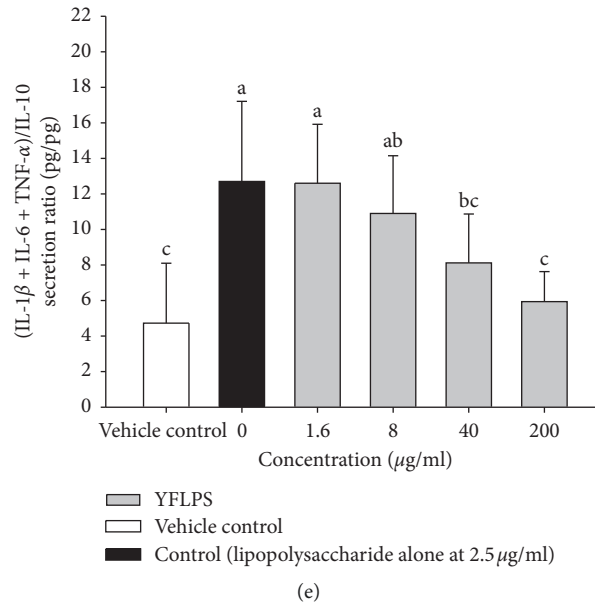 22
20
18
16
14
12
10
8
6
4
2
0
(IL-1β + IL-6 + TNF-α)/IL-10
secretion ratio (pg/pg)
c
a
a
ab
bc
c
Vehicle control 0 1.6 8 40 200
Concentration (μg/ml)
YFLPS
Vehicle control
Control (lipopolysaccharide alone at 2.5 μg/ml)
(e)